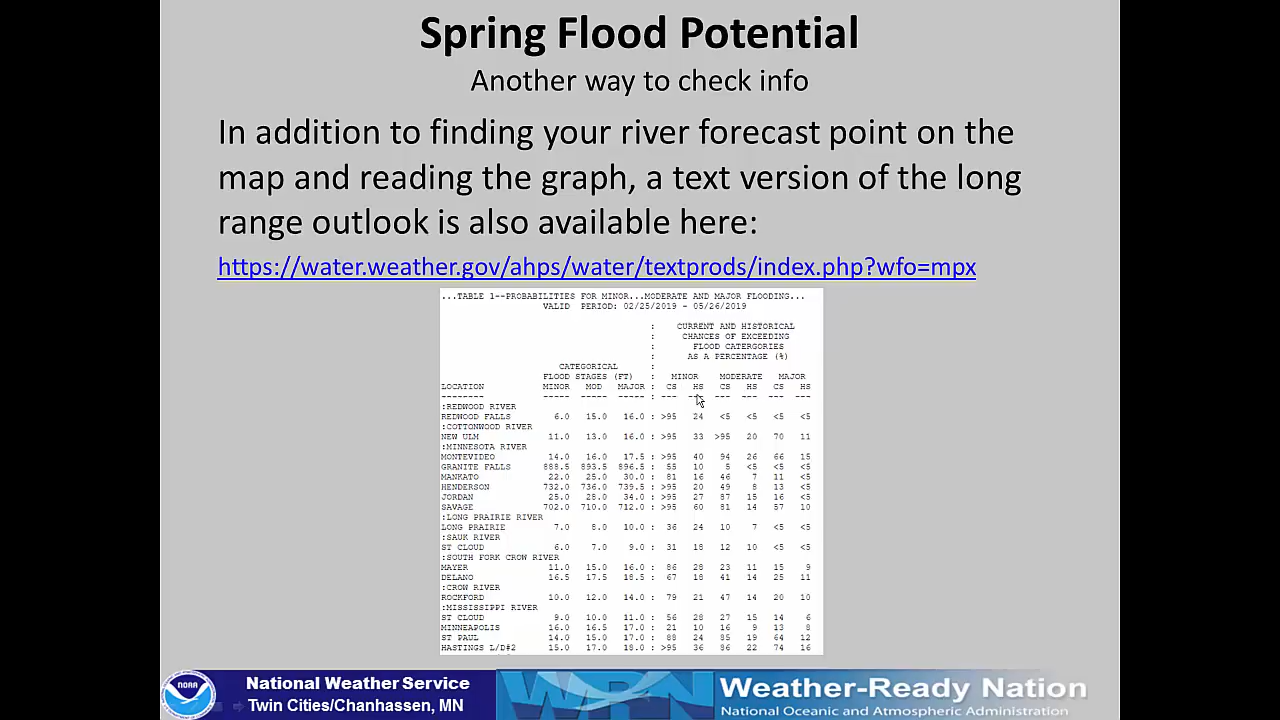 Spring Flood Potential
Another way to check info
In addition to finding your river forecast point on the
map and reading the graph, a text version of the long
range outlook is also available here:
https://water.weather.gov/ahps/water/textprods/index.php?wfo=mpx
...TABLE 1--PROBABILITIES FOR MINOR...MODERATE AND MAJOR FLOODING...
VALID PERIOD: 02/25/2019 - 05/26/2019
: CURRENT AND HISTORICAL
: CHANCES OF EXCEEDING
: FLOOD CATERGORIES
: AS A PERCENTAGE (%)
CATEGORICAL :
FLOOD STAGES (FT) : MINOR MODERATE MAJOR
LOCATION MINOR MOD MAJOR : CS HS CS HS CS HS
-------- ----- ----- ----- : --- --- --- --- --- ---
:REDWOOD RIVER
REDWOOD FALLS 6.0 15.0 16.0 : >95 24 <5 <5 <5 <5
:COTTONWOOD RIVER
NEW ULM 11.0 13.0 16.0 : >95 33 >95 20 70 11
:MINNESOTA RIVER
MONTEVIDEO 14.0 16.0 17.5 : >95 40 94 26 66 15
GRANITE FALLS 888.5 893.5 896.5 : 55 10 5 <5 <5 <5
MANKATO 22.0 25.0 30.0 : 81 16 46 7 11 <5
HENDERSON 732.0 736.0 739.5 : >95 20 49 8 13 <5
JORDAN 25.0 28.0 34.0 : >95 27 87 15 16 <5
SAVAGE 702.0 710.0 712.0 : >95 60 81 14 57 10
:LONG PRAIRIE RIVER
LONG PRAIRIE 7.0 8.0 10.0 : 36 24 10 7 <5 <5
:SAUK RIVER
ST CLOUD 6.0 7.0 9.0 : 31 18 12 10 <5 <5
:SOUTH FORK CROW RIVER
MAYER 11.0 15.0 16.0 : 86 28 23 11 15 9
DELANO 16.5 17.5 18.5 : 67 18 41 14 25 11
:CROW RIVER
ROCKFORD 10.0 12.0 14.0 : 79 21 47 14 20 10
:MISSISSIPPI RIVER
ST CLOUD 9.0 10.0 11.0 : 56 28 27 15 14 6
MINNEAPOLIS 16.0 16.5 17.0 : 21 10 16 9 13 8
ST PAUL 14.0 15.0 17.0 : 88 24 85 19 64 12
HASTINGS L/D#2 15.0 17.0 18.0 : >95 36 86 22 74 16
NOAA
National Weather Service
Twin Cities/Chanhassen, MN
WRN
Weather-Ready Nation
National Oceanic and Atmospheric Administration